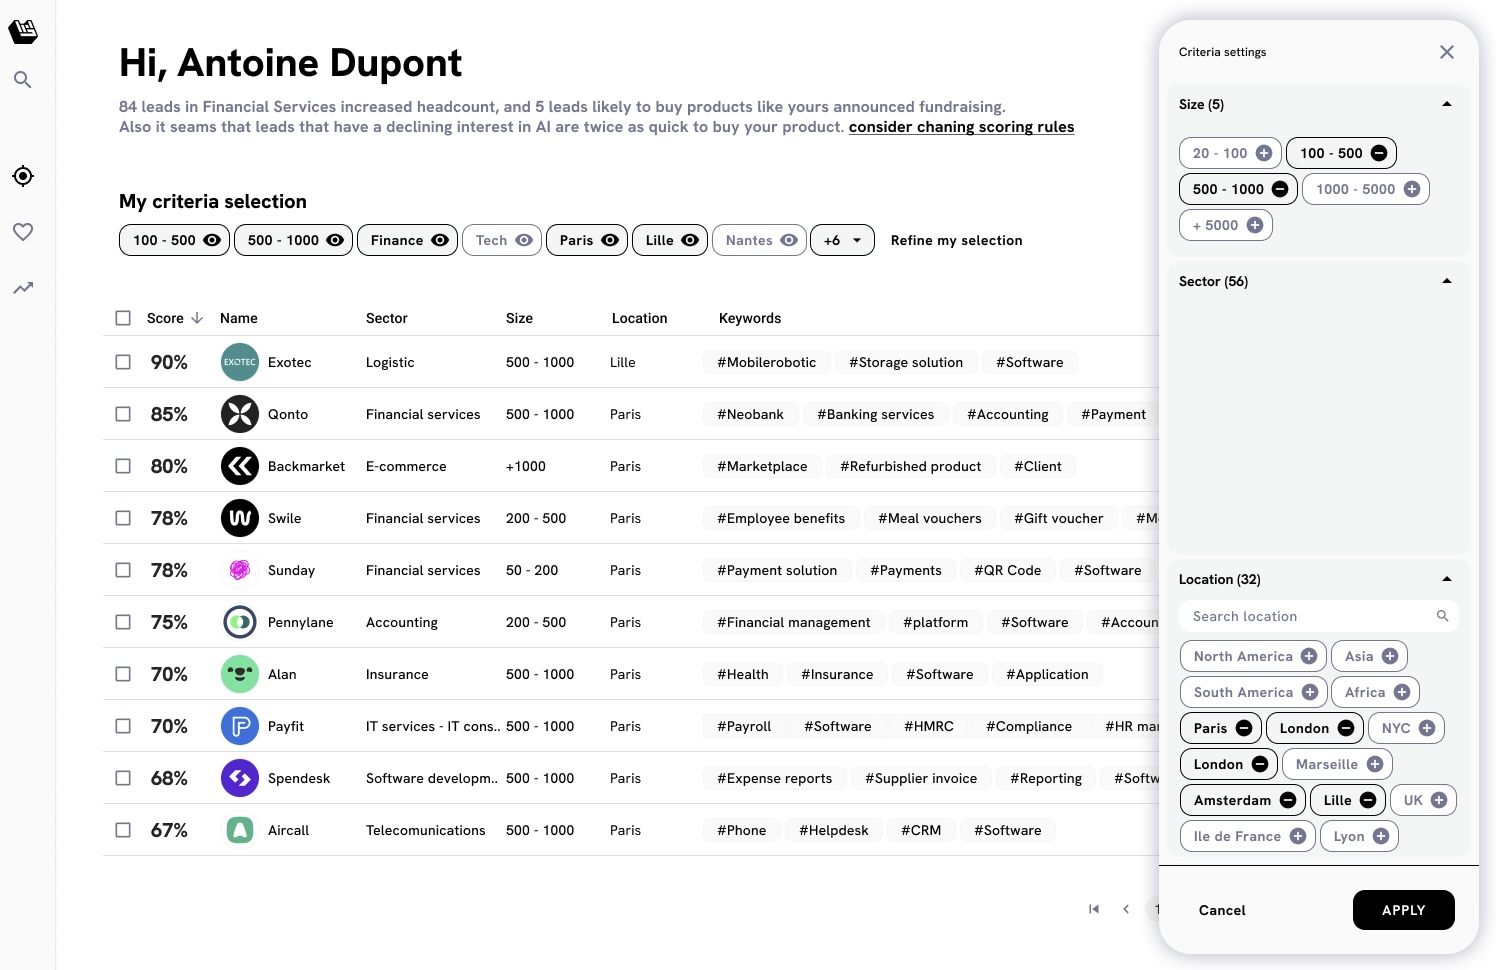 Hi, Antoine Dupont
84 leads in Financial Services increased headcount, and 5 leads likely to buy products like yours announced fundraising.
Also it seams that leads that have a declining interest in AI are twice as quick to buy your product. consider chaning scoring rules
My criteria selection
100 - 500 500 - 1000 Finance Tech Paris Lille Nantes +6 Refine my selection
Score Name Sector Size Location Keywords
90% EXOTEC Exotec Logistic 500 - 1000 Lille #Mobilerobotic #Storage solution #Software
85% Qonto Financial services 500 - 1000 Paris #Neobank #Banking services #Accounting #Payment
80% Backmarket E-commerce +1000 Paris #Marketplace #Refurbished product #Client
78% Swile Financial services 200 - 500 Paris #Employee benefits #Meal vouchers #Gift voucher
78% Sunday Financial services 50 - 200 Paris #Payment solution #Payments #QR Code #Software
75% Pennylane Accounting 200 - 500 Paris #Financial management #platform #Software #Accoun
70% Alan Insurance 500 - 1000 Paris #Health #Insurance #Software #Application
70% Payfit IT services - IT cons.. 500 - 1000 Paris #Payroll #Software #HMRC #Compliance #HR
68% Spendesk Software developm.. 500 - 1000 Paris #Expense reports #Supplier invoice #Reporting #Softw
67% Aircall Telecomunications 500 - 1000 Paris #Phone #Helpdesk #CRM #Software
Criteria settings
Size (5)
20 - 100 100 - 500
500 - 1000 1000 - 5000
+ 5000
Sector (56)
Location (32)
Search location
North America Asia
South America Africa
Paris London NYC
London Marseille
Amsterdam Lille UK
Ile de France Lyon
Cancel APPLY